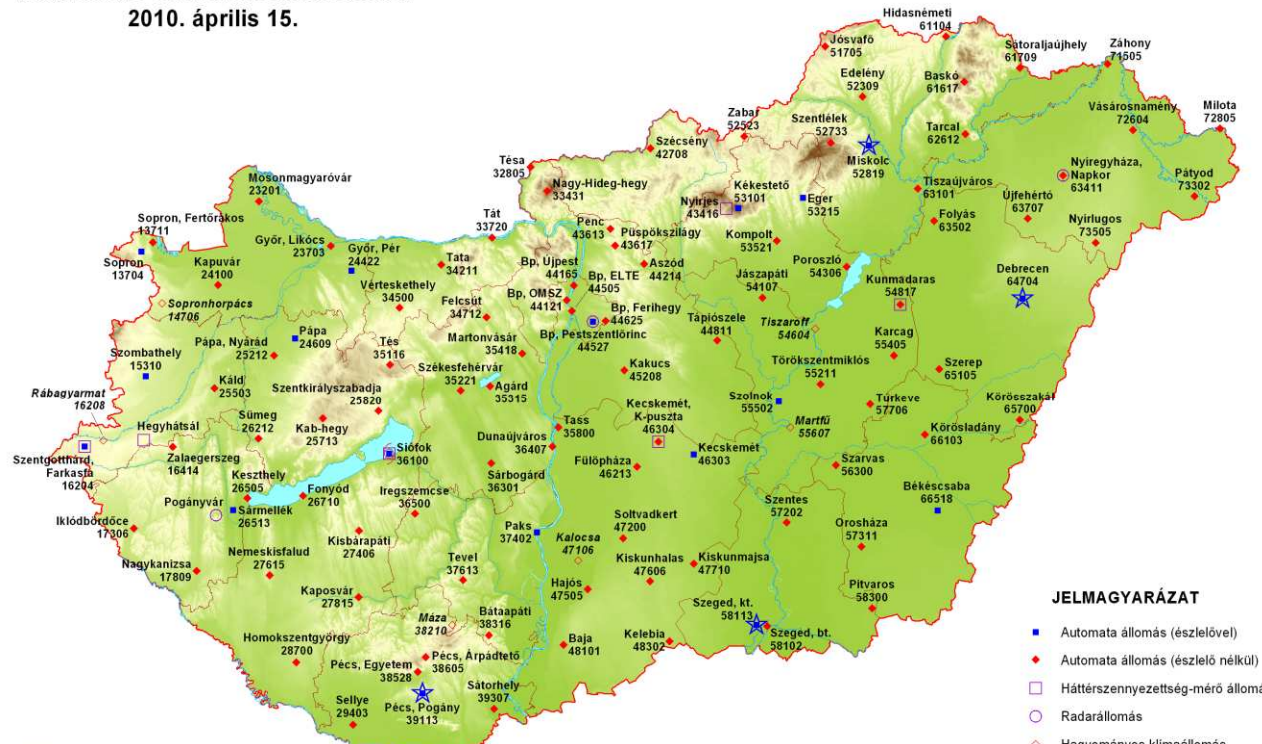 2010. április 15.
Hidasnémeti
61104
Jósvafő
51705
Sátoraljaújhely
61709
Záhony
71505
Edelény
52309
Baskó
61617
Vásárosnamény
72604
Milota
72805
Zabar
52523
Szentlélek
52733
Tarcal
62612
Szécsény
42708
Miskolc
52819
Tésa
32805
Nyíregyháza,
Napkor
63411
Pátyod
73302
Mosonmagyaróvár
23201
Nagy-Hideg-hegy
33431
Nyirjes
43416
Kékestető
53101
Eger
53215
Tiszaújváros
63101
Újfehértó
63707
Sopron, Fertőrákos
13711
Tát
33720
Penc
43613
Püspökszilágy
43617
Kompolt
53521
Folyás
63502
Nyírlugos
73505
Győr, Likócs
23703
Győr, Pér
24422
Sopron
13704
Kapuvár
24100
Tata
34211
Bp, Újpest
44165
Aszód
44214
Poroszló
54306
Debrecen
64704
Bp, ELTE
44505
Jászapáti
54107
Kunmadaras
54817
Sopronhorpács
14706
Vérteskethely
34500
Felcsút
34712
Bp, OMSZ
44121
Bp, Ferihegy
44625
Bp, Pestszentlőrinc
44527
Tápiószele
44811
Tiszaroff
54604
Karcag
55405
Pápa
24609
Pápa, Nyárád
25212
Tés
35116
Martonvásár
35418
Szombathely
15310
Székesfehérvár
35221
Kakucs
45208
Törökszentmiklós
55211
Szerep
65105
Káld
25503
Szentkirályszabadja
25820
Agárd
35315
Rábagyarmat
16208
Kecskemét,
K-puszta
46304
Szolnok
55502
Túrkeve
57706
Körösszakál
65700
Sümeg
26212
Kab-hegy
25713
Tass
35800
Martfű
55607
Hegyhátsál
Körösladány
66103
Zalaegerszeg
16414
Szentgotthárd,
Farkasfa
16204
Siófok
36100
Dunaújváros
36407
Kecskemét
46303
Fülöpháza
46213
Szarvas
56300
Keszthely
26505
Sárbogárd
36301
Békéscsaba
66518
Pogányvár
Fonyód
26710
Iregszemcse
36500
Sármellék
26513
Szentes
57202
Iklódbördőce
17306
Soltvadkert
47200
Paks
37402
Kalocsa
47106
Orosháza
57311
Kisbárapáti
27406
Nemeskisfalud
27615
Nagykanizsa
17809
Tevel
37613
Kiskunhalas
47606
Kiskunmajsa
47710
Hajós
47505
Pitvaros
58300
Kaposvár
27815
JELMAGYARÁZAT
Máza
38210
Bátaapáti
38316
Szeged, kt.
58113
Homokszentgyörgy
28700
Baja
48101
Kelebia
48302
Szeged, bt.
58102
Automata állomás (észlelővel)
Automata állomás (észlelő nélkül)
Pécs, Árpádtető
38605
Pécs, Egyetem
38528
Háttérszennyezettség-mérő állomá
Sátorhely
39307
Sellye
29403
Pécs, Pogány
39113
Radarállomás
Hagyományos klímaállomás